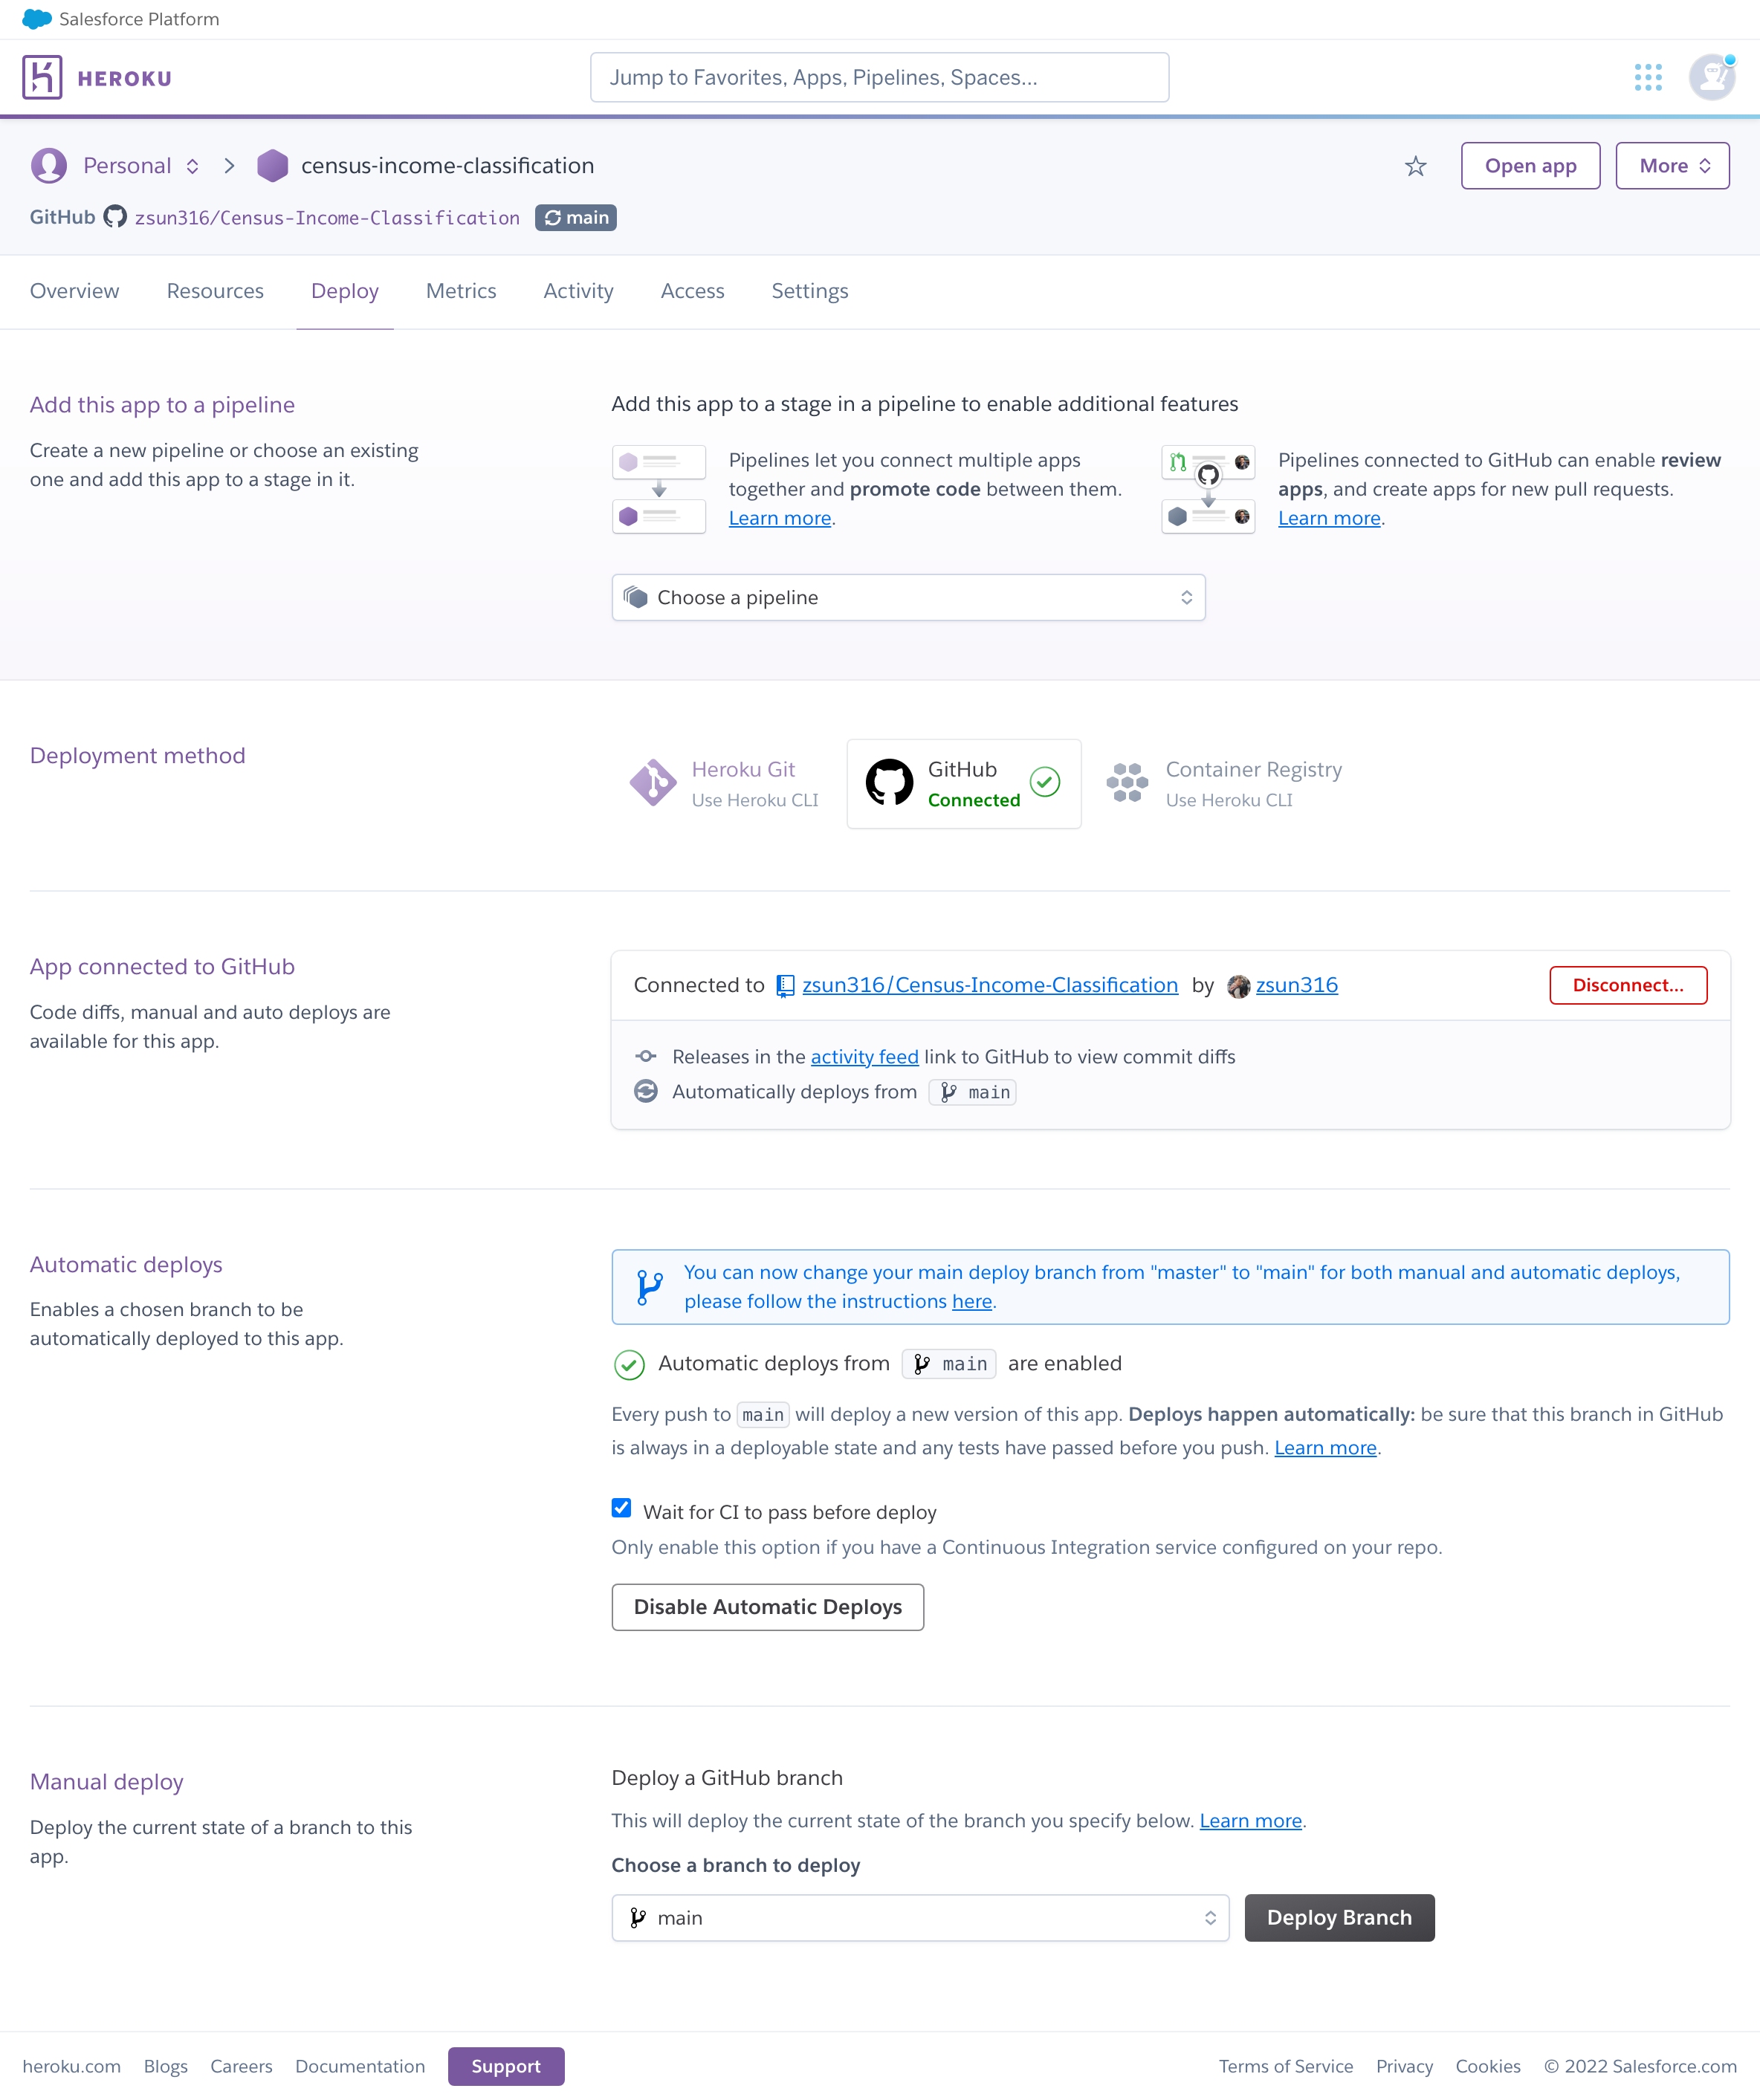 Salesforce Platform
HEROKU
Jump to Favorites, Apps, Pipelines, Spaces...
Personal
census-income-classification
Open app
More
GitHub zsun316/Census-Income-Classification main
Overview
Resources
Deploy
Metrics
Activity
Access
Settings
Add this app to a pipeline
Create a new pipeline or choose an existing
one and add this app to a stage in it.
Add this app to a stage in a pipeline to enable additional features
Pipelines let you connect multiple apps
together and promote code between them.
Learn more.
Pipelines connected to GitHub can enable review
apps, and create apps for new pull requests.
Learn more.
Choose a pipeline
Deployment method
Heroku Git
Use Heroku CLI
GitHub
Connected
Container Registry
Use Heroku CLI
App connected to GitHub
Code diffs, manual and auto deploys are
available for this app.
Connected to zsun316/Census-Income-Classification by zsun316
Disconnect...
Releases in the activity feed link to GitHub to view commit diffs
Automatically deploys from main
Automatic deploys
Enables a chosen branch to be
automatically deployed to this app.
You can now change your main deploy branch from "master" to "main" for both manual and automatic deploys,
please follow the instructions here.
Automatic deploys from main are enabled
Every push to main will deploy a new version of this app. Deploys happen automatically: be sure that this branch in GitHub
is always in a deployable state and any tests have passed before you push. Learn more.
Wait for CI to pass before deploy
Only enable this option if you have a Continuous Integration service configured on your repo.
Disable Automatic Deploys
Manual deploy
Deploy the current state of a branch to this
app.
Deploy a GitHub branch
This will deploy the current state of the branch you specify below. Learn more.
Choose a branch to deploy
main
Deploy Branch
heroku.com
Blogs
Careers
Documentation
Support
Terms of Service
Privacy
Cookies
© 2022 Salesforce.com